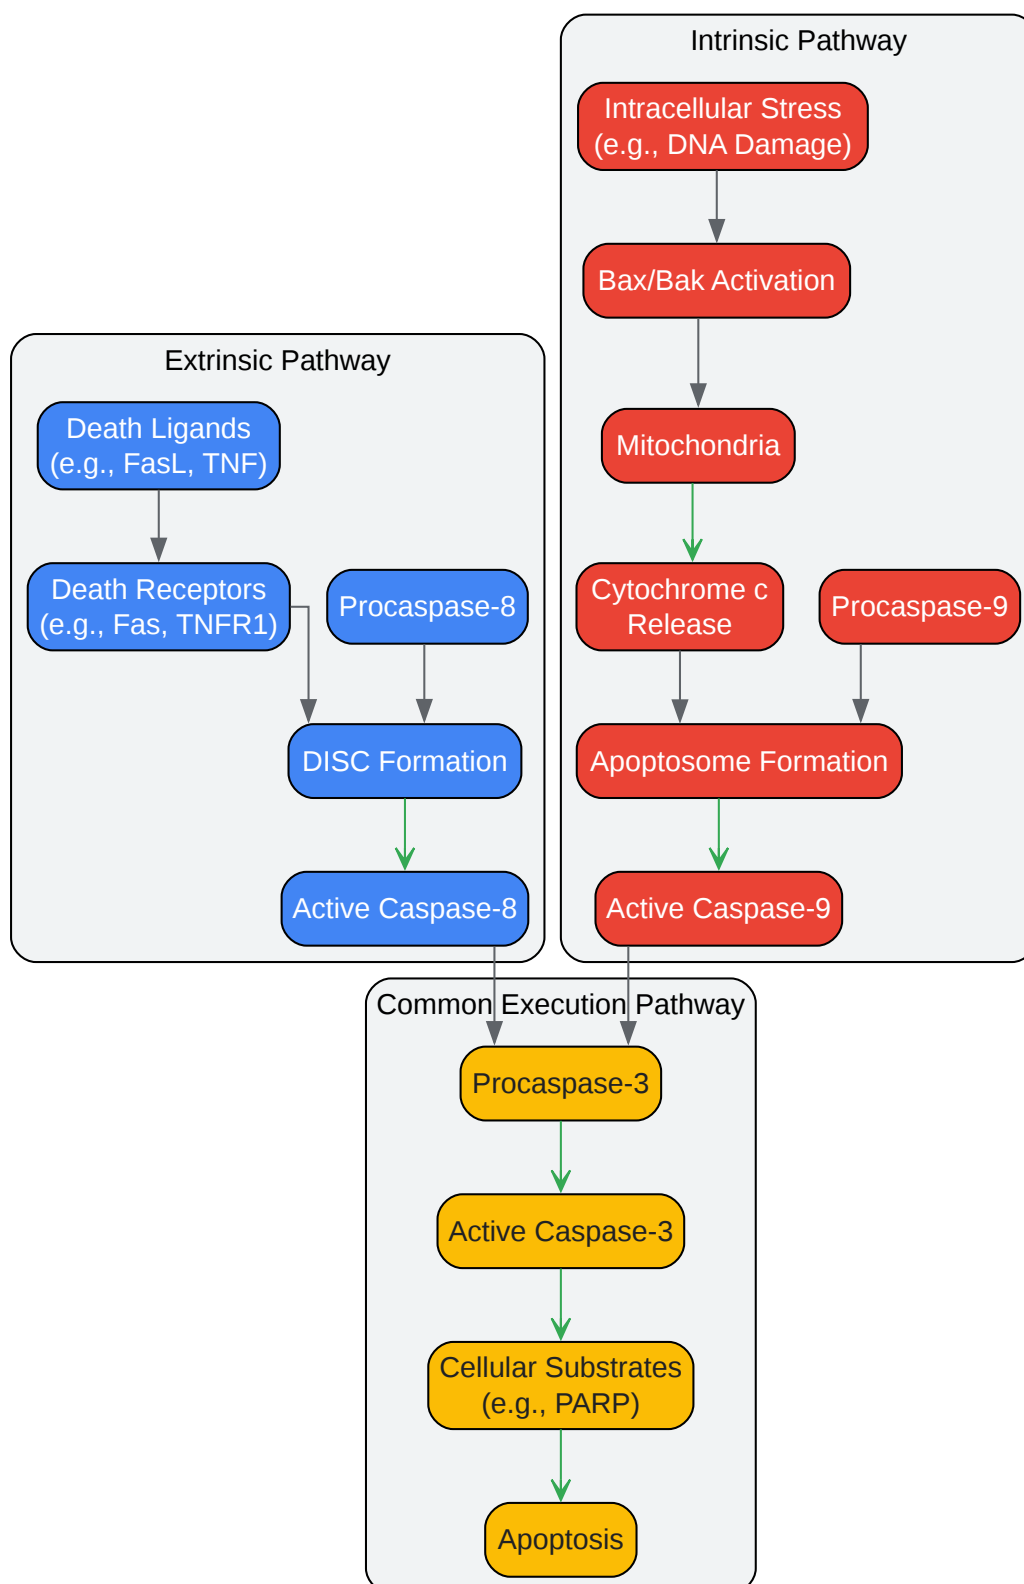 Intrinsic Pathway
Intracellular Stress
(e.g., DNA Damage)
Bax/Bak Activation
Mitochondria
Cytochrome c
Release
Procaspase-9
Apoptosome Formation
Active Caspase-9
Extrinsic Pathway
Death Ligands
(e.g., FasL, TNF)
Death Receptors
(e.g., Fas, TNFR1)
Procaspase-8
DISC Formation
Active Caspase-8
Common Execution Pathway
Procaspase-3
Active Caspase-3
Cellular Substrates
(e.g., PARP)
Apoptosis